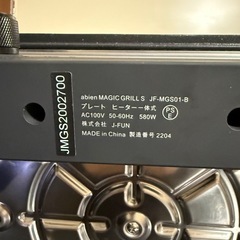 abien MAGIC GRILL S JF-MGS01-B
プレート ヒーター一体式
AC100V 50-60Hz 580W
株式会社 J-FUN
MADE in China 製造番号 2204
PS
E
JMGS2002700